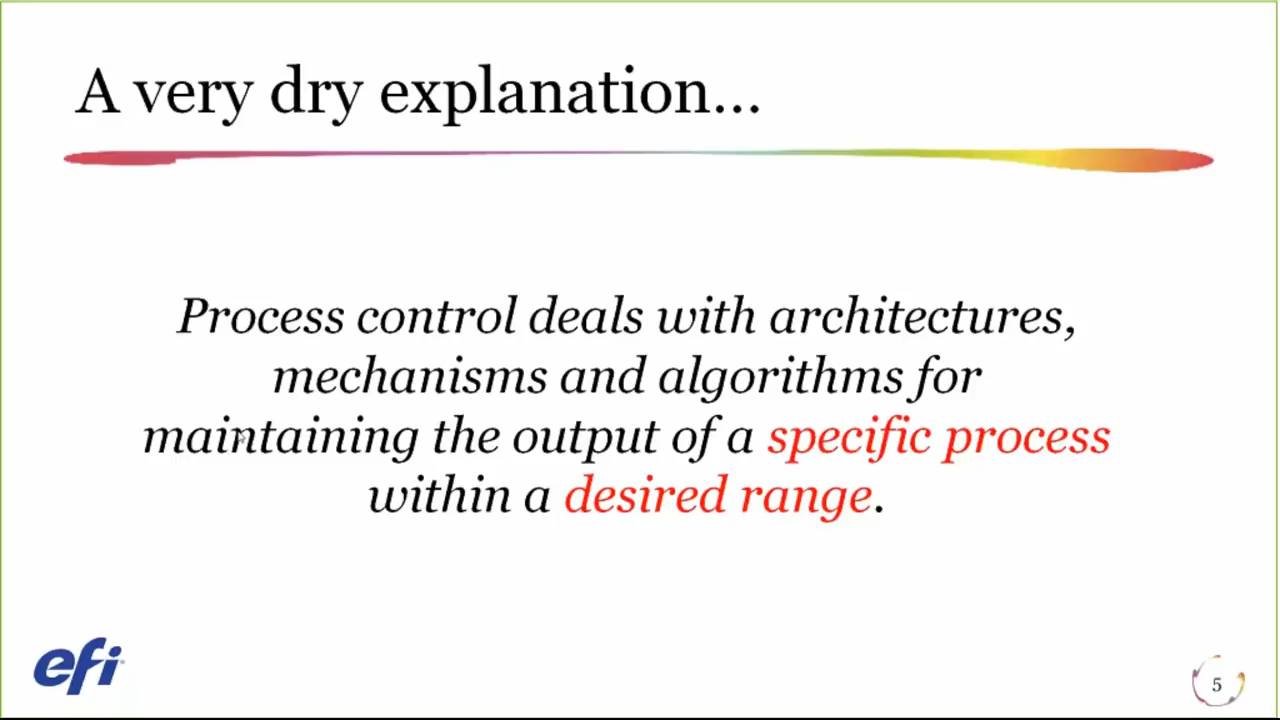 A very dry explanation...
Process control deals with architectures,
mechanisms and algorithms for
maintaining the output of a specific process
within a desired range.
efi
5